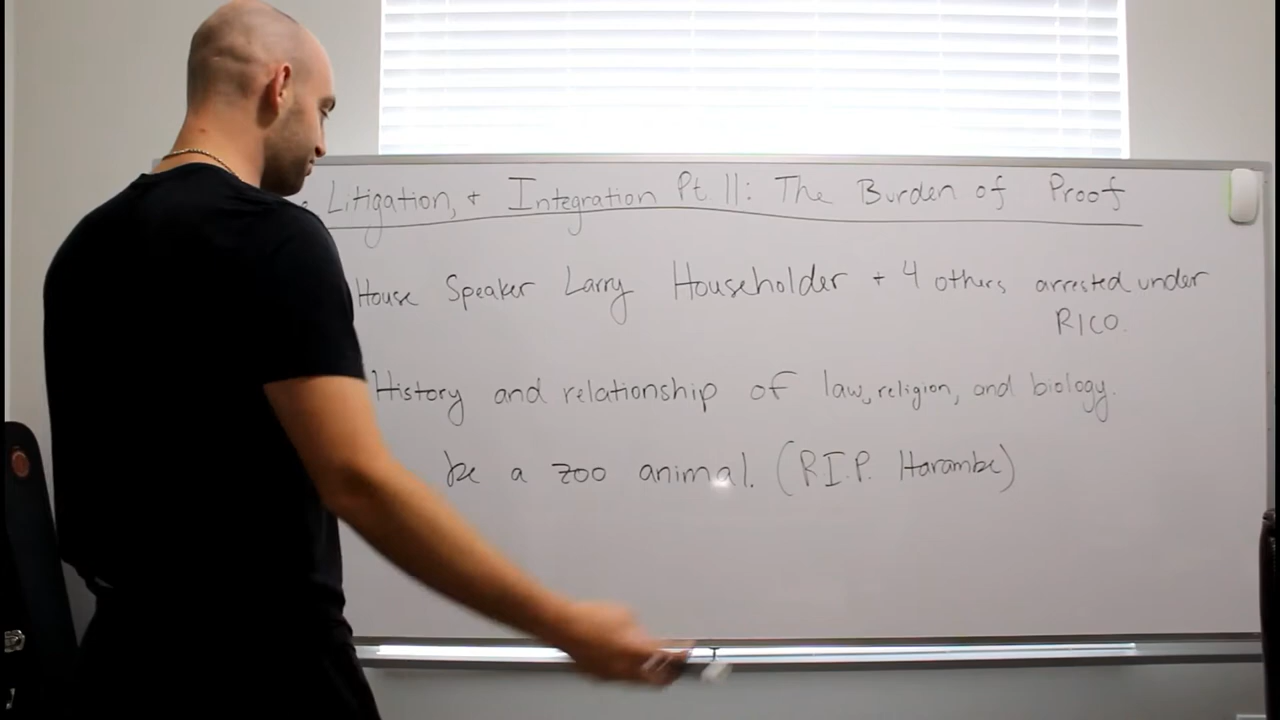 Litigation, + Integration Pt II: The Burden of Proof
House Speaker Larry Householder + 4 others arrested under
RICO.
History and relationship of law, religion, and biology.
be a zoo animal. (R.I.P. Harambe)